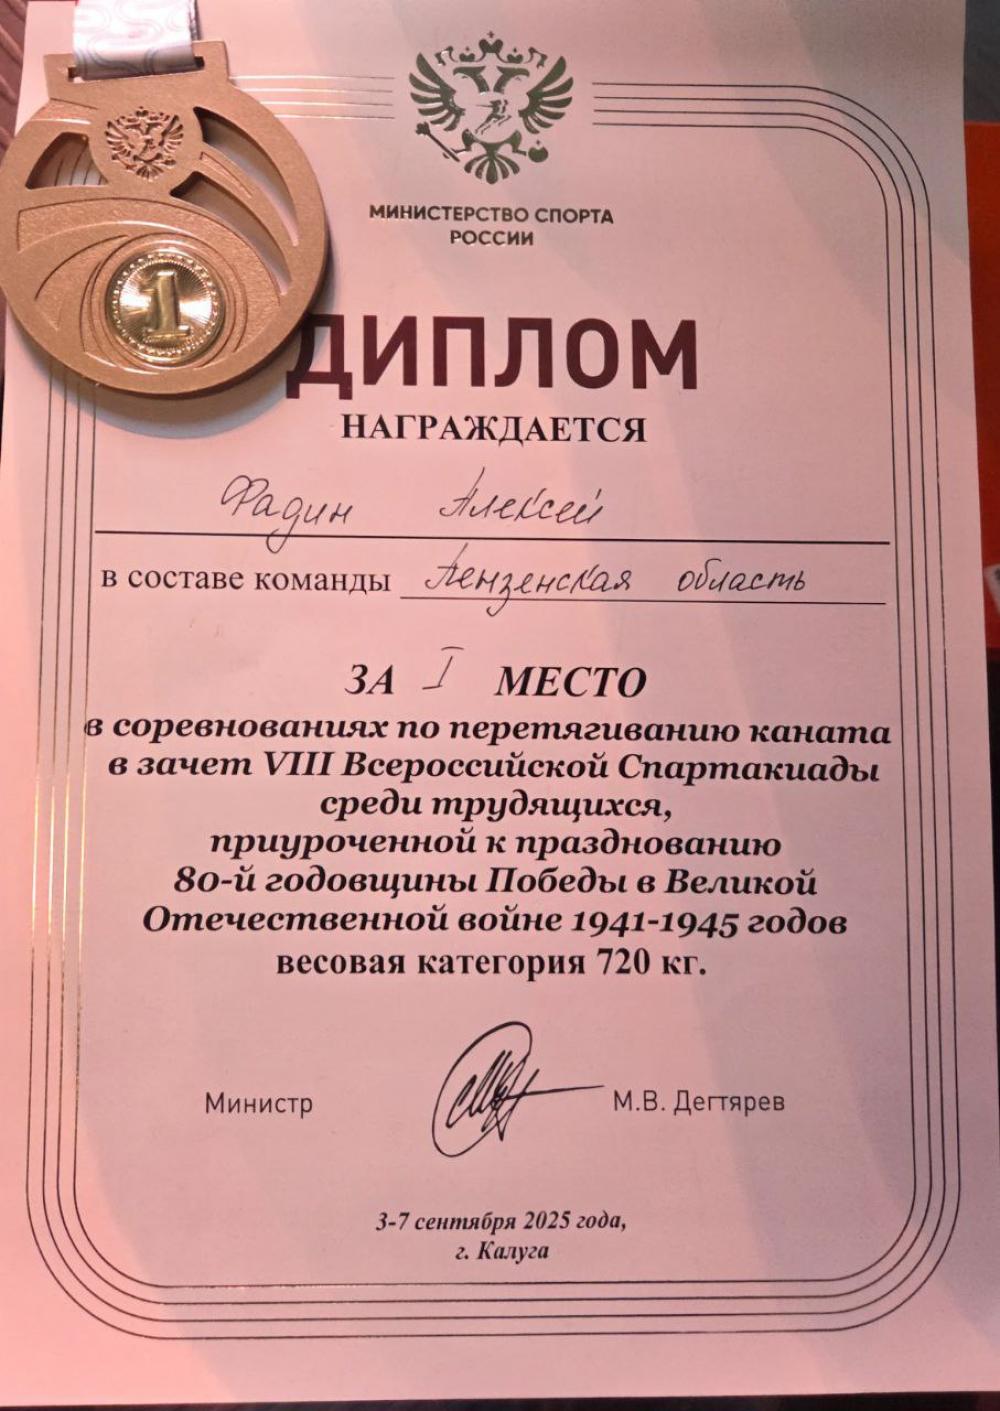 МИНИСТЕРСТВО СПОРТА
РОССИИ
1
ДИПЛОМ
НАГРАЖДАЕТСЯ
Фадин Алексей
в составе команды Пензенская область
ЗА I МЕСТО
в соревнованиях по перетягиванию каната
в зачет VIII Всероссийской Спартакиады
среди трудящихся,
приуроченной к празднованию
80-й годовщины Победы в Великой
Отечественной войне 1941-1945 годов
весовая категория 720 кг.
Министр М.В. Дегтярев
3-7 сентября 2025 года,
г. Калуга